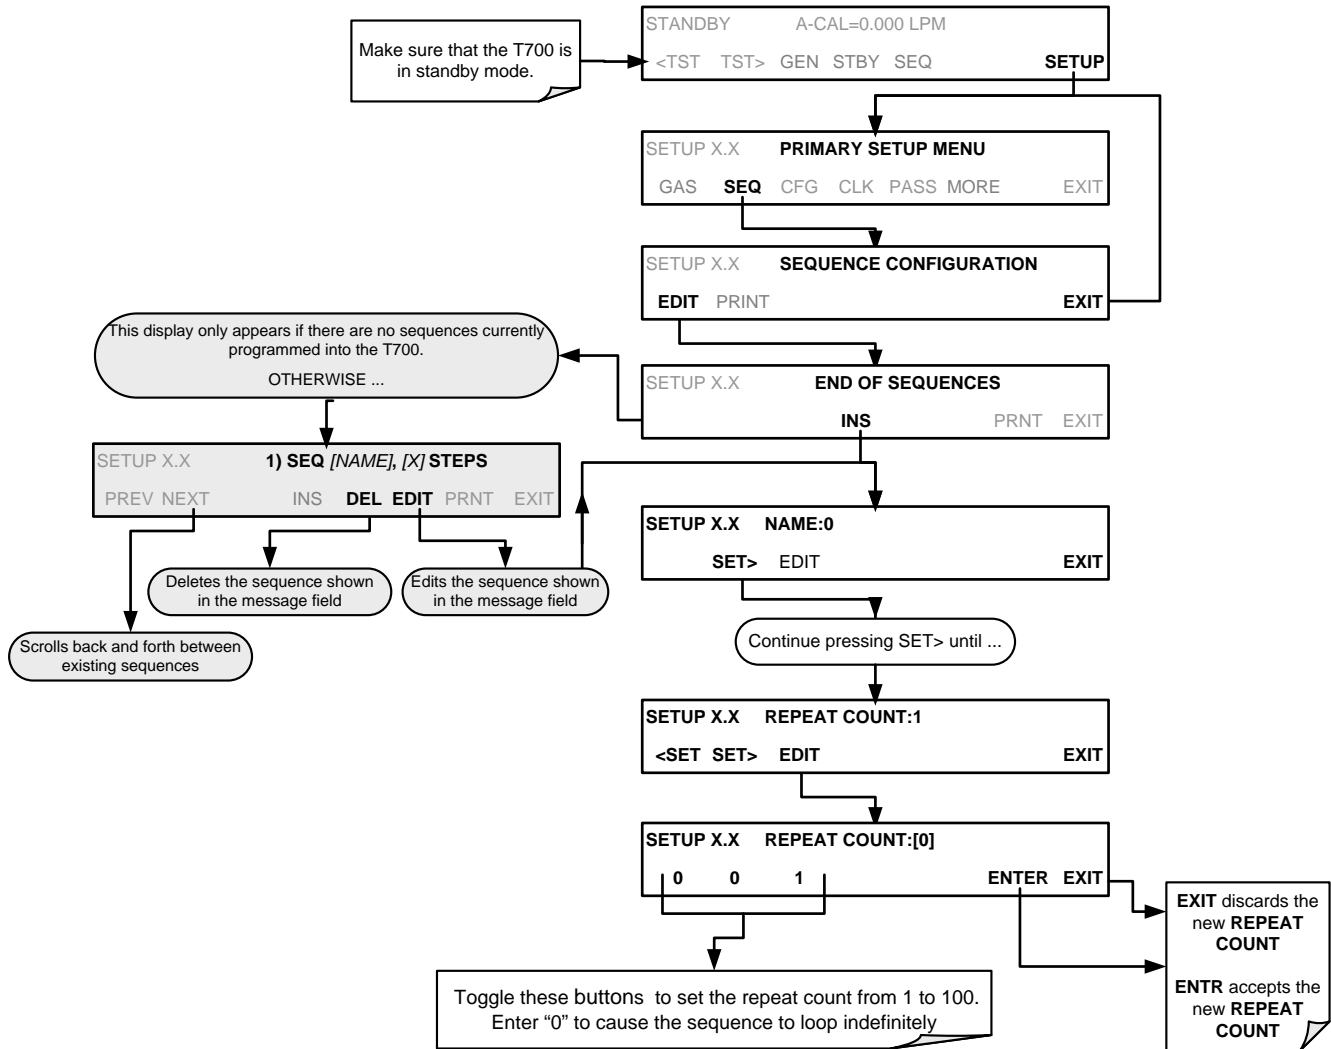 STANDBY A-CAL=0.000 LPM
Make sure that the T700 is
in standby mode.
<TST TST> GEN STBY SEQ SETUP
SETUP X.X PRIMARY SETUP MENU
GAS SEQ CFG CLK PASS MORE EXIT
SETUP X.X SEQUENCE CONFIGURATION
EDIT PRINT EXIT
This display only appears if there are no sequences currently
programmed into the T700.
OTHERWISE ...
SETUP X.X END OF SEQUENCES
INS PRNT EXIT
SETUP X.X 1) SEQ [NAME], [X] STEPS
PREV NEXT INS DEL EDIT PRNT EXIT
Deletes the sequence shown
in the message field
Edits the sequence shown
in the message field
Scrolls back and forth between
existing sequences
SETUP X.X NAME:0
SET> EDIT EXIT
Continue pressing SET> until ...
SETUP X.X REPEAT COUNT:1
<SET SET> EDIT EXIT
SETUP X.X REPEAT COUNT:[0]
0 0 1 ENTER EXIT
EXIT discards the
new REPEAT
COUNT
ENTR accepts the
new REPEAT
COUNT
Toggle these buttons to set the repeat count from 1 to 100.
Enter “0” to cause the sequence to loop indefinitely